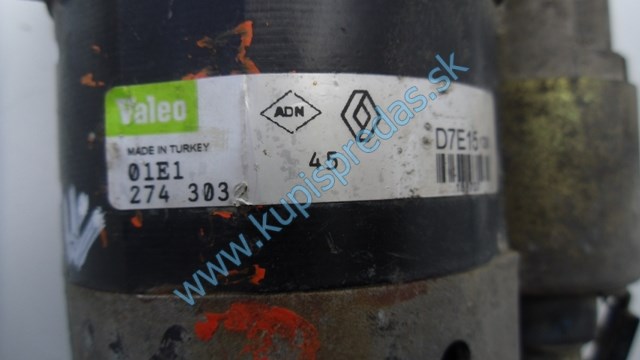 Valeo
MADE IN TURKEY
01E1
274 303
ADN
45
D7E15
www.kupispredas.sk